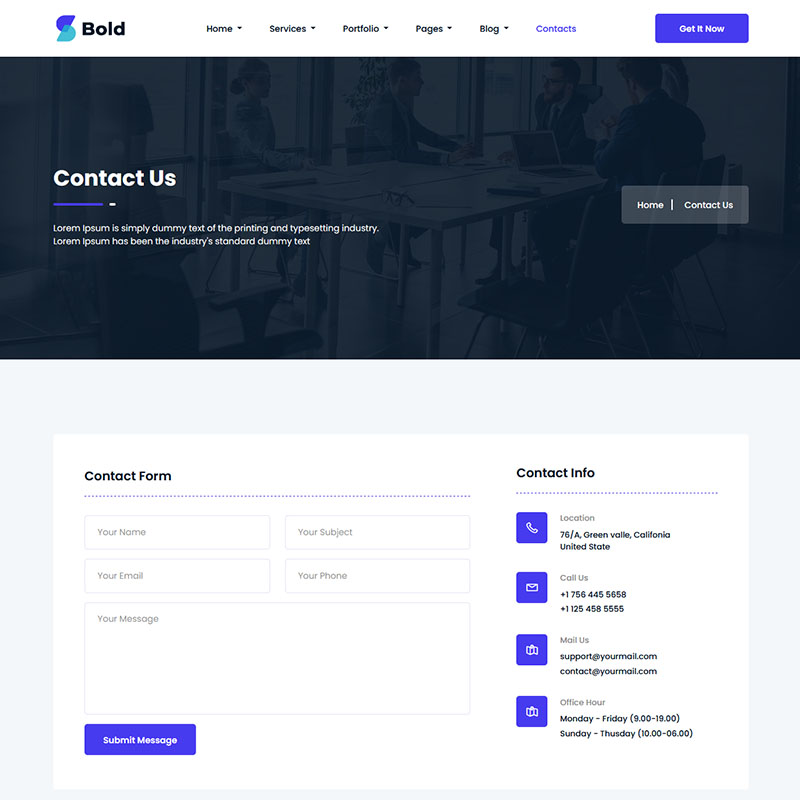 Bold
Home
Services
Portfolio
Pages
Blog
Contacts
Get It Now
Contact Us
Lorem Ipsum is simply dummy text of the printing and typesetting industry.
Lorem Ipsum has been the industry's standard dummy text
Home | Contact Us
Contact Form
Your Name
Your Subject
Your Email
Your Phone
Your Message
Submit Message
Contact Info
Location
76/A, Green valle, Califonia
United State
Call Us
+1 756 445 5658
+1 125 458 5555
Mail Us
support@yourmail.com
contact@yourmail.com
Office Hour
Monday - Friday (9.00-19.00)
Sunday - Thusday (10.00-06.00)